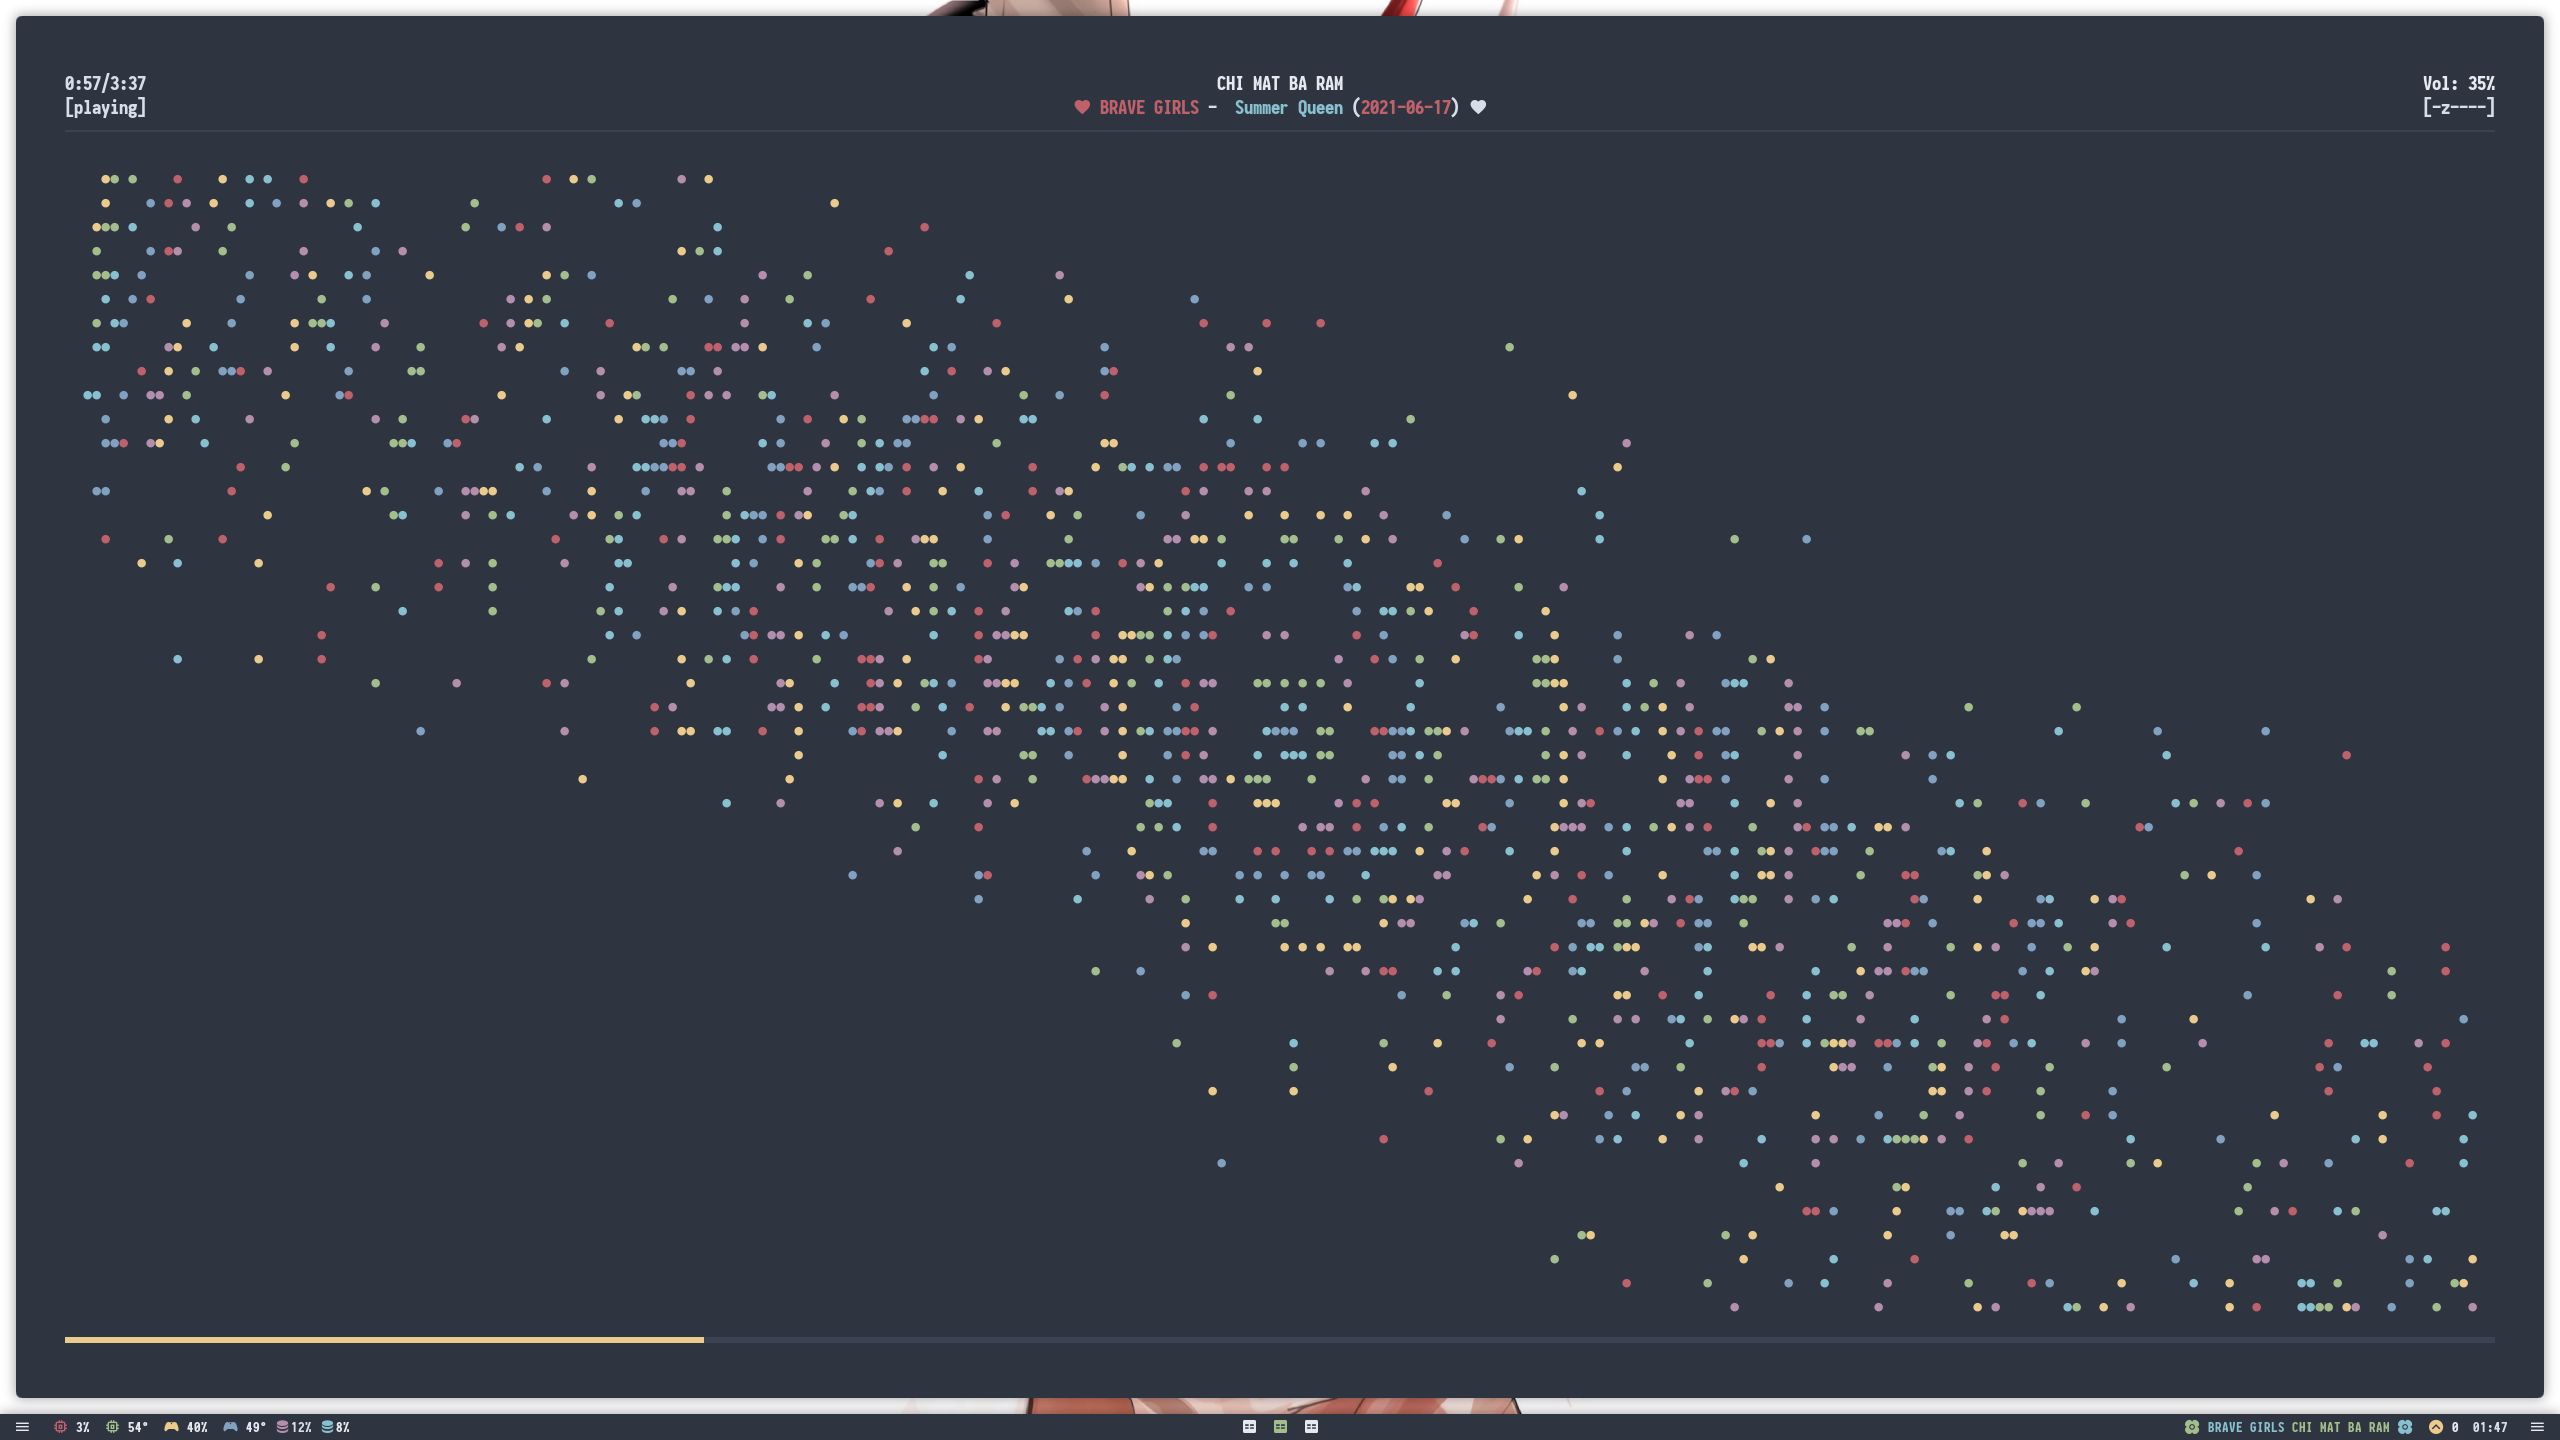 0:57/3:37
[playing]
CHI MAT BA RAM
BRAVE GIRLS - Summer Queen (2021-06-17)
Vol: 35%
[-z----]
3% 54° 40% 49° 12% 8%
BRAVE GIRLS CHI MAT BA RAM 0 01:47